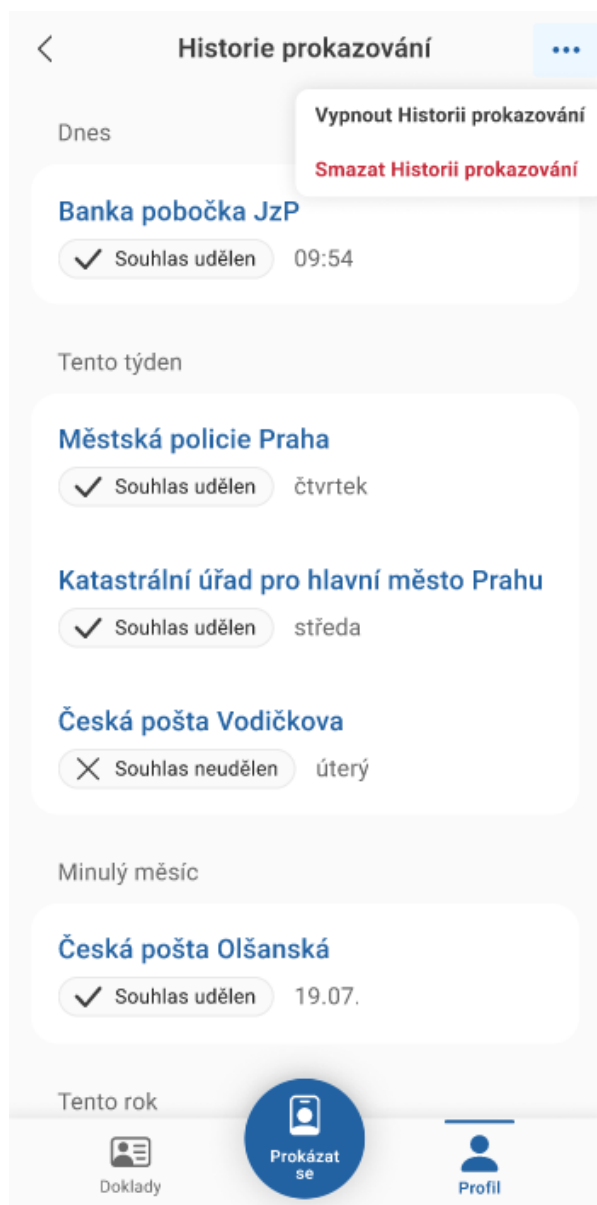 Historie prokazování
Vypnout Historii prokazování
Smazat Historii prokazování
Dnes
Banka pobočka JzP
Souhlas udělen 09:54
Tento týden
Městská policie Praha
Souhlas udělen čtvrtek
Katastrální úřad pro hlavní město Prahu
Souhlas udělen středa
Česká pošta Vodičkova
Souhlas neudělen úterý
Minulý měsíc
Česká pošta Olšanská
Souhlas udělen 19.07.
Tento rok
Doklady
Prokázat
se
Profil